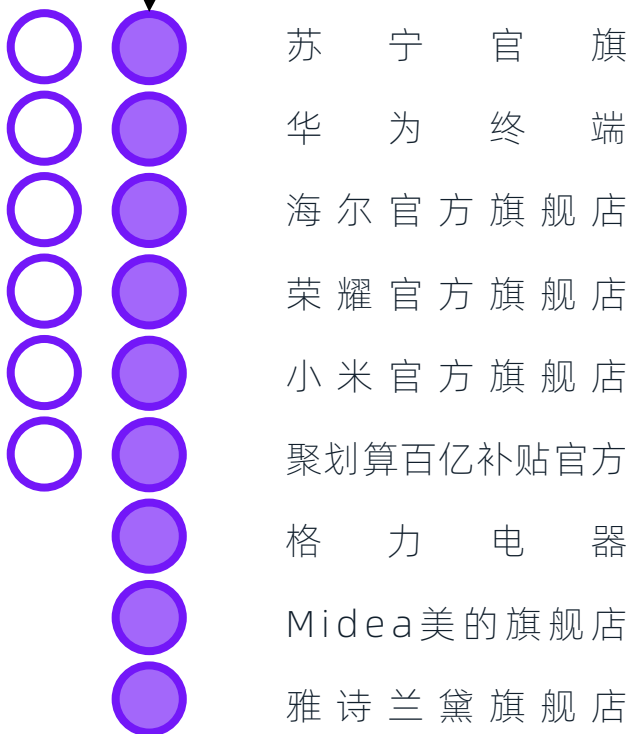 苏宁官旗
华为终端
海尔官方旗舰店
荣耀官方旗舰店
小米官方旗舰店
聚划算百亿补贴官方
格力电器
Midea美的旗舰店
雅诗兰黛旗舰店